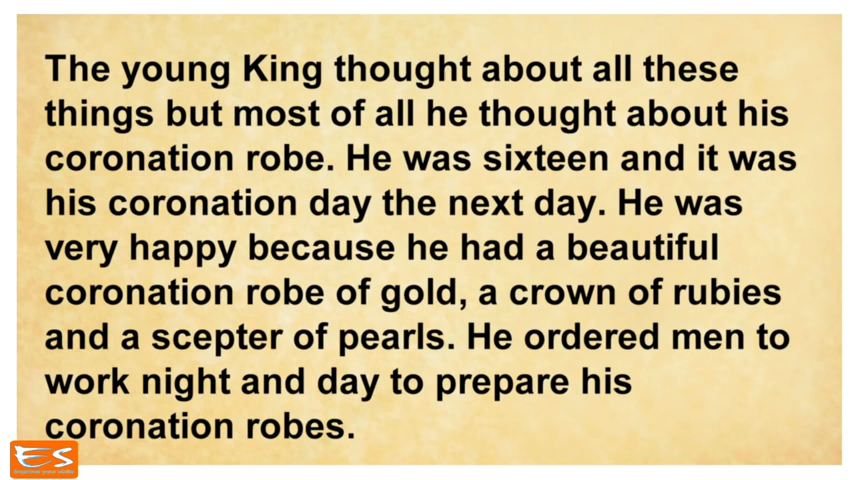 The young King thought about all these
things but most of all he thought about his
coronation robe. He was sixteen and it was
his coronation day the next day. He was
very happy because he had a beautiful
coronation robe of gold, a crown of rubies
and a scepter of pearls. He ordered men to
work night and day to prepare his
coronation robes.
ES